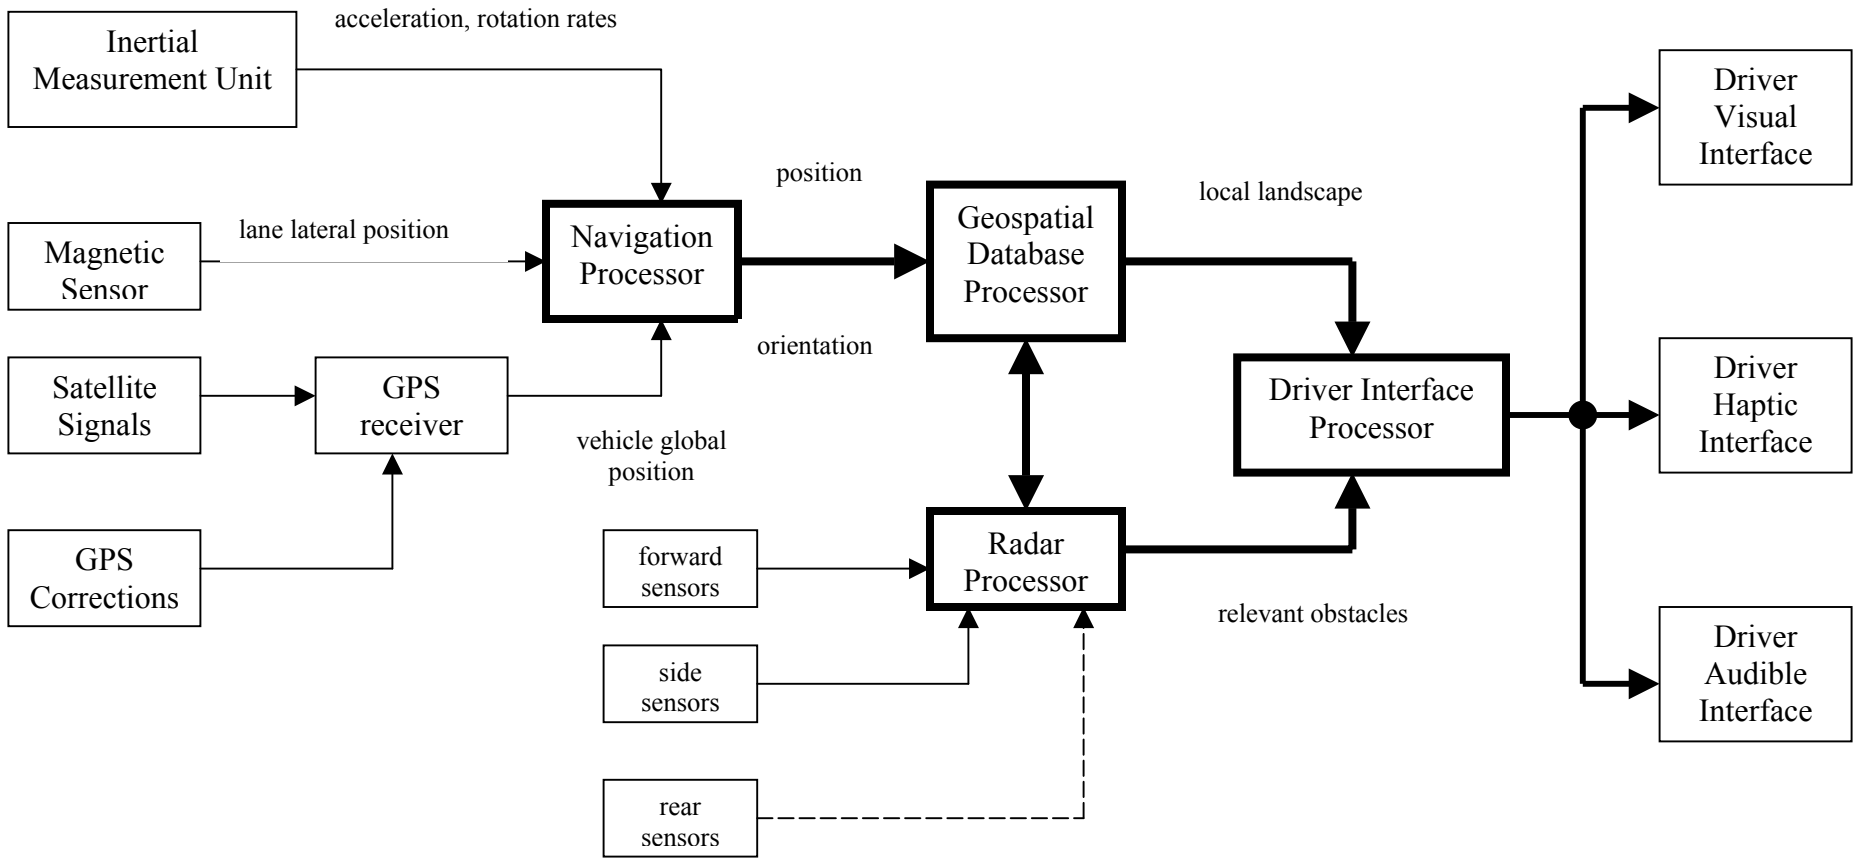 acceleration, rotation rates
Inertial
Measurement Unit
Magnetic
Sensor
lane lateral position
Navigation
Processor
position
orientation
Satellite
Signals
GPS
receiver
vehicle global
position
GPS
Corrections
Geospatial
Database
Processor
local landscape
forward
sensors
side
sensors
rear
sensors
Radar
Processor
relevant obstacles
Driver Interface
Processor
Driver
Visual
Interface
Driver
Haptic
Interface
Driver
Audible
Interface